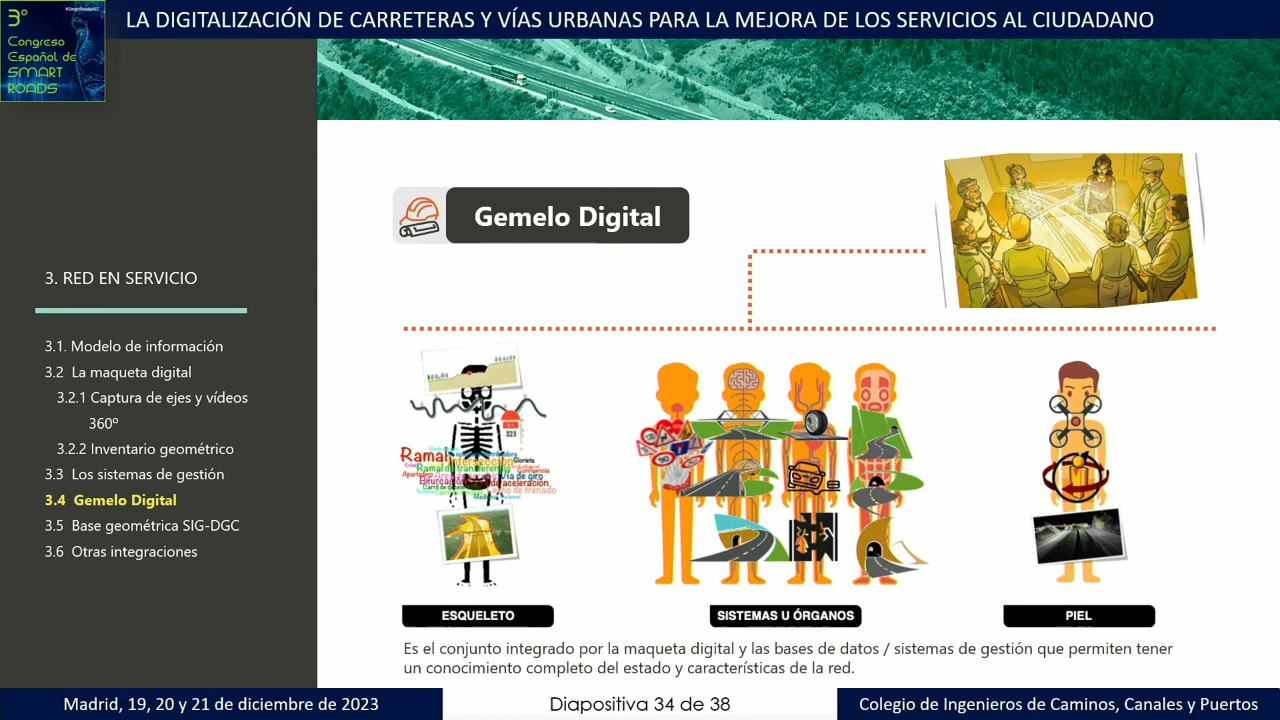 3º
#SmartRoadsAEC
Congreso
Español de
SMART
ROADS
LA DIGITALIZACIÓN DE CARRETERAS Y VÍAS URBANAS PARA LA MEJORA DE LOS SERVICIOS AL CIUDADANO
3. RED EN SERVICIO
3.1. Modelo de información
3.2 La maqueta digital
3.2.1 Captura de ejes y vídeos
360º
3.2.2 Inventario geométrico
3.3 Los sistemas de gestión
3.4 Gemelo Digital
3.5 Base geométrica SIG-DGC
3.6 Otras integraciones
Gemelo Digital
323
Ramal
Intersección
Glorieta
Ramal de transferencia
Confluencia
Vía de giro
Bifurcación
de aceleración
de frenado
ESQUELETO
SISTEMAS U ÓRGANOS
PIEL
Es el conjunto integrado por la maqueta digital y las bases de datos / sistemas de gestión que permiten tener
un conocimiento completo del estado y características de la red.
Madrid, 19, 20 y 21 de diciembre de 2023
Diapositiva 34 de 38
Colegio de Ingenieros de Caminos, Canales y Puertos